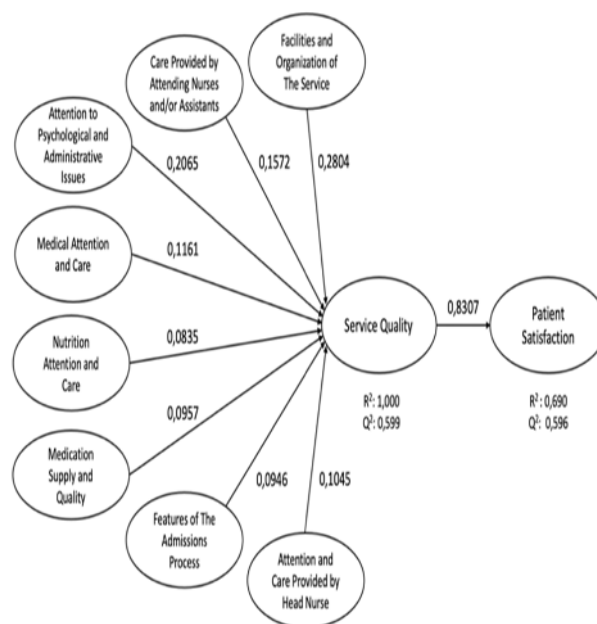 Facilities and
Organization of
The Service
Care Provided by
Attending Nurses
and/or Assistants
Attention to
Psychological and
Administrative
Issues
0,2065
0,1572
0,2804
Medical Attention
and Care
0,1161
Nutrition
Attention and
Care
0,0835
Service Quality
0,8307
Patient
Satisfaction
R²: 1,000
Q²: 0,599
R²: 0,690
Q²: 0,596
Medication
Supply and
Quality
0,0957
Features of The
Admissions
Process
0,0946
0,1045
Attention and
Care Provided by
Head Nurse